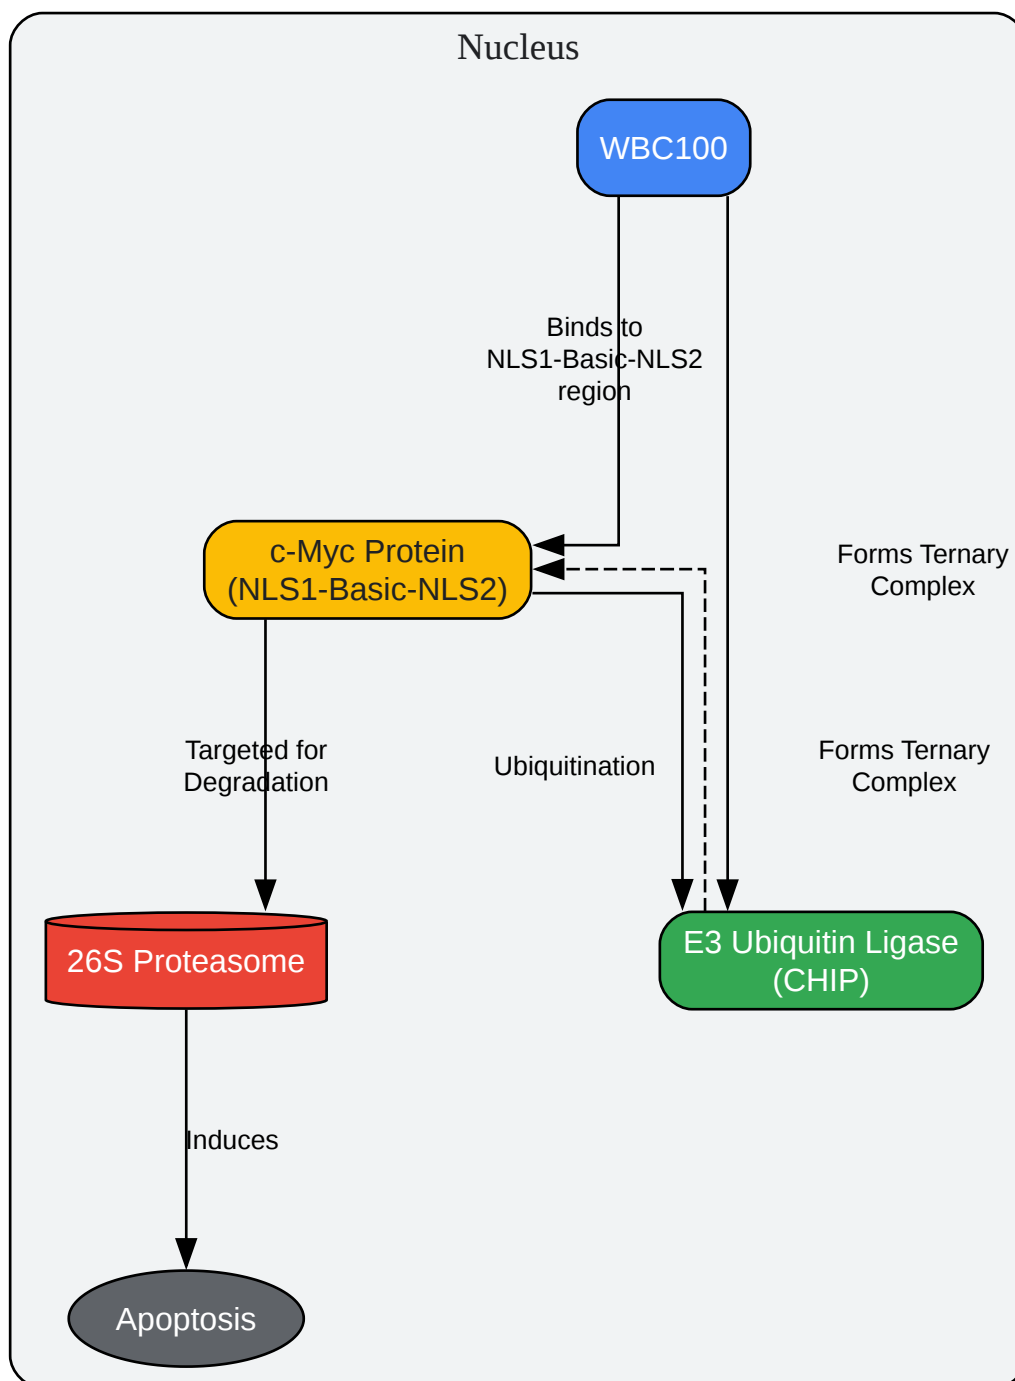 Nucleus
WBC100
Binds to
NLS1-Basic-NLS2
region
c-Myc Protein
(NLS1-Basic-NLS2)
Forms Ternary
Complex
Targeted for
Degradation
Ubiquitination
Forms Ternary
Complex
26S Proteasome
E3 Ubiquitin Ligase
(CHIP)
Induces
Apoptosis